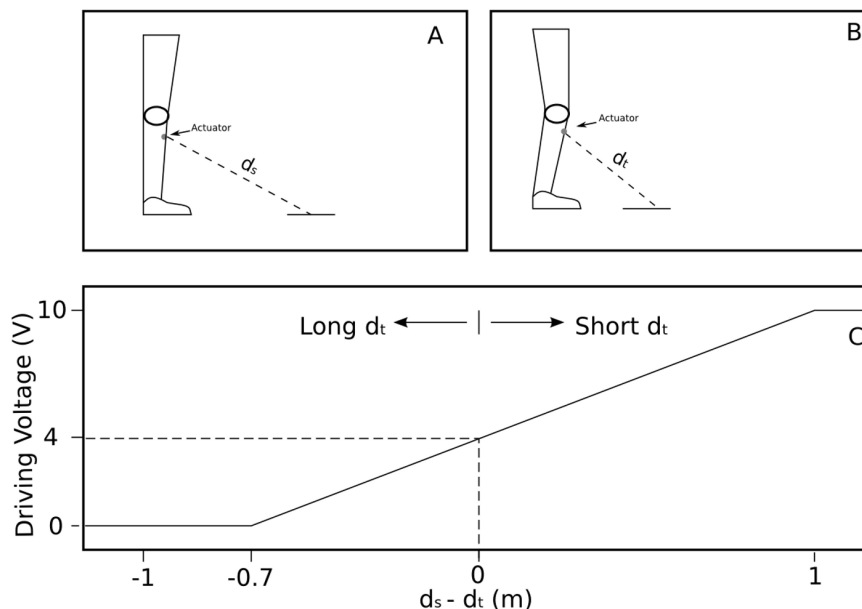 A
Actuator
ds
B
Actuator
dt
Driving Voltage (V)
10
4
0
Long dt
Short dt
C
-1
-0.7
0
1
ds - dt (m)